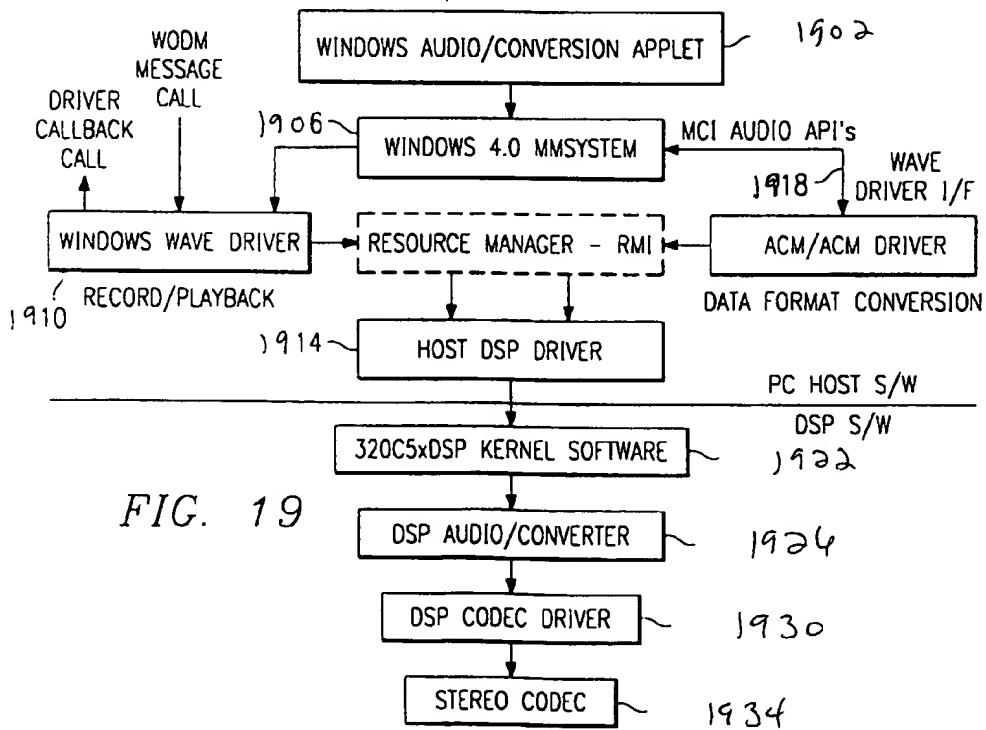 WINDOWS AUDIO/CONVERSION APPLET
1902
WODM
MESSAGE
CALL
DRIVER
CALLBACK
CALL
1906
WINDOWS 4.0 MMSYSTEM
MCI AUDIO API's
1918
WAVE
DRIVER I/F
WINDOWS WAVE DRIVER
RESOURCE MANAGER - RMI
ACM/ACM DRIVER
1910
RECORD/PLAYBACK
DATA FORMAT CONVERSION
1914
HOST DSP DRIVER
PC HOST S/W
DSP S/W
320C5xDSP KERNEL SOFTWARE
1922
FIG. 19
DSP AUDIO/CONVERTER
1926
DSP CODEC DRIVER
1930
STEREO CODEC
1934